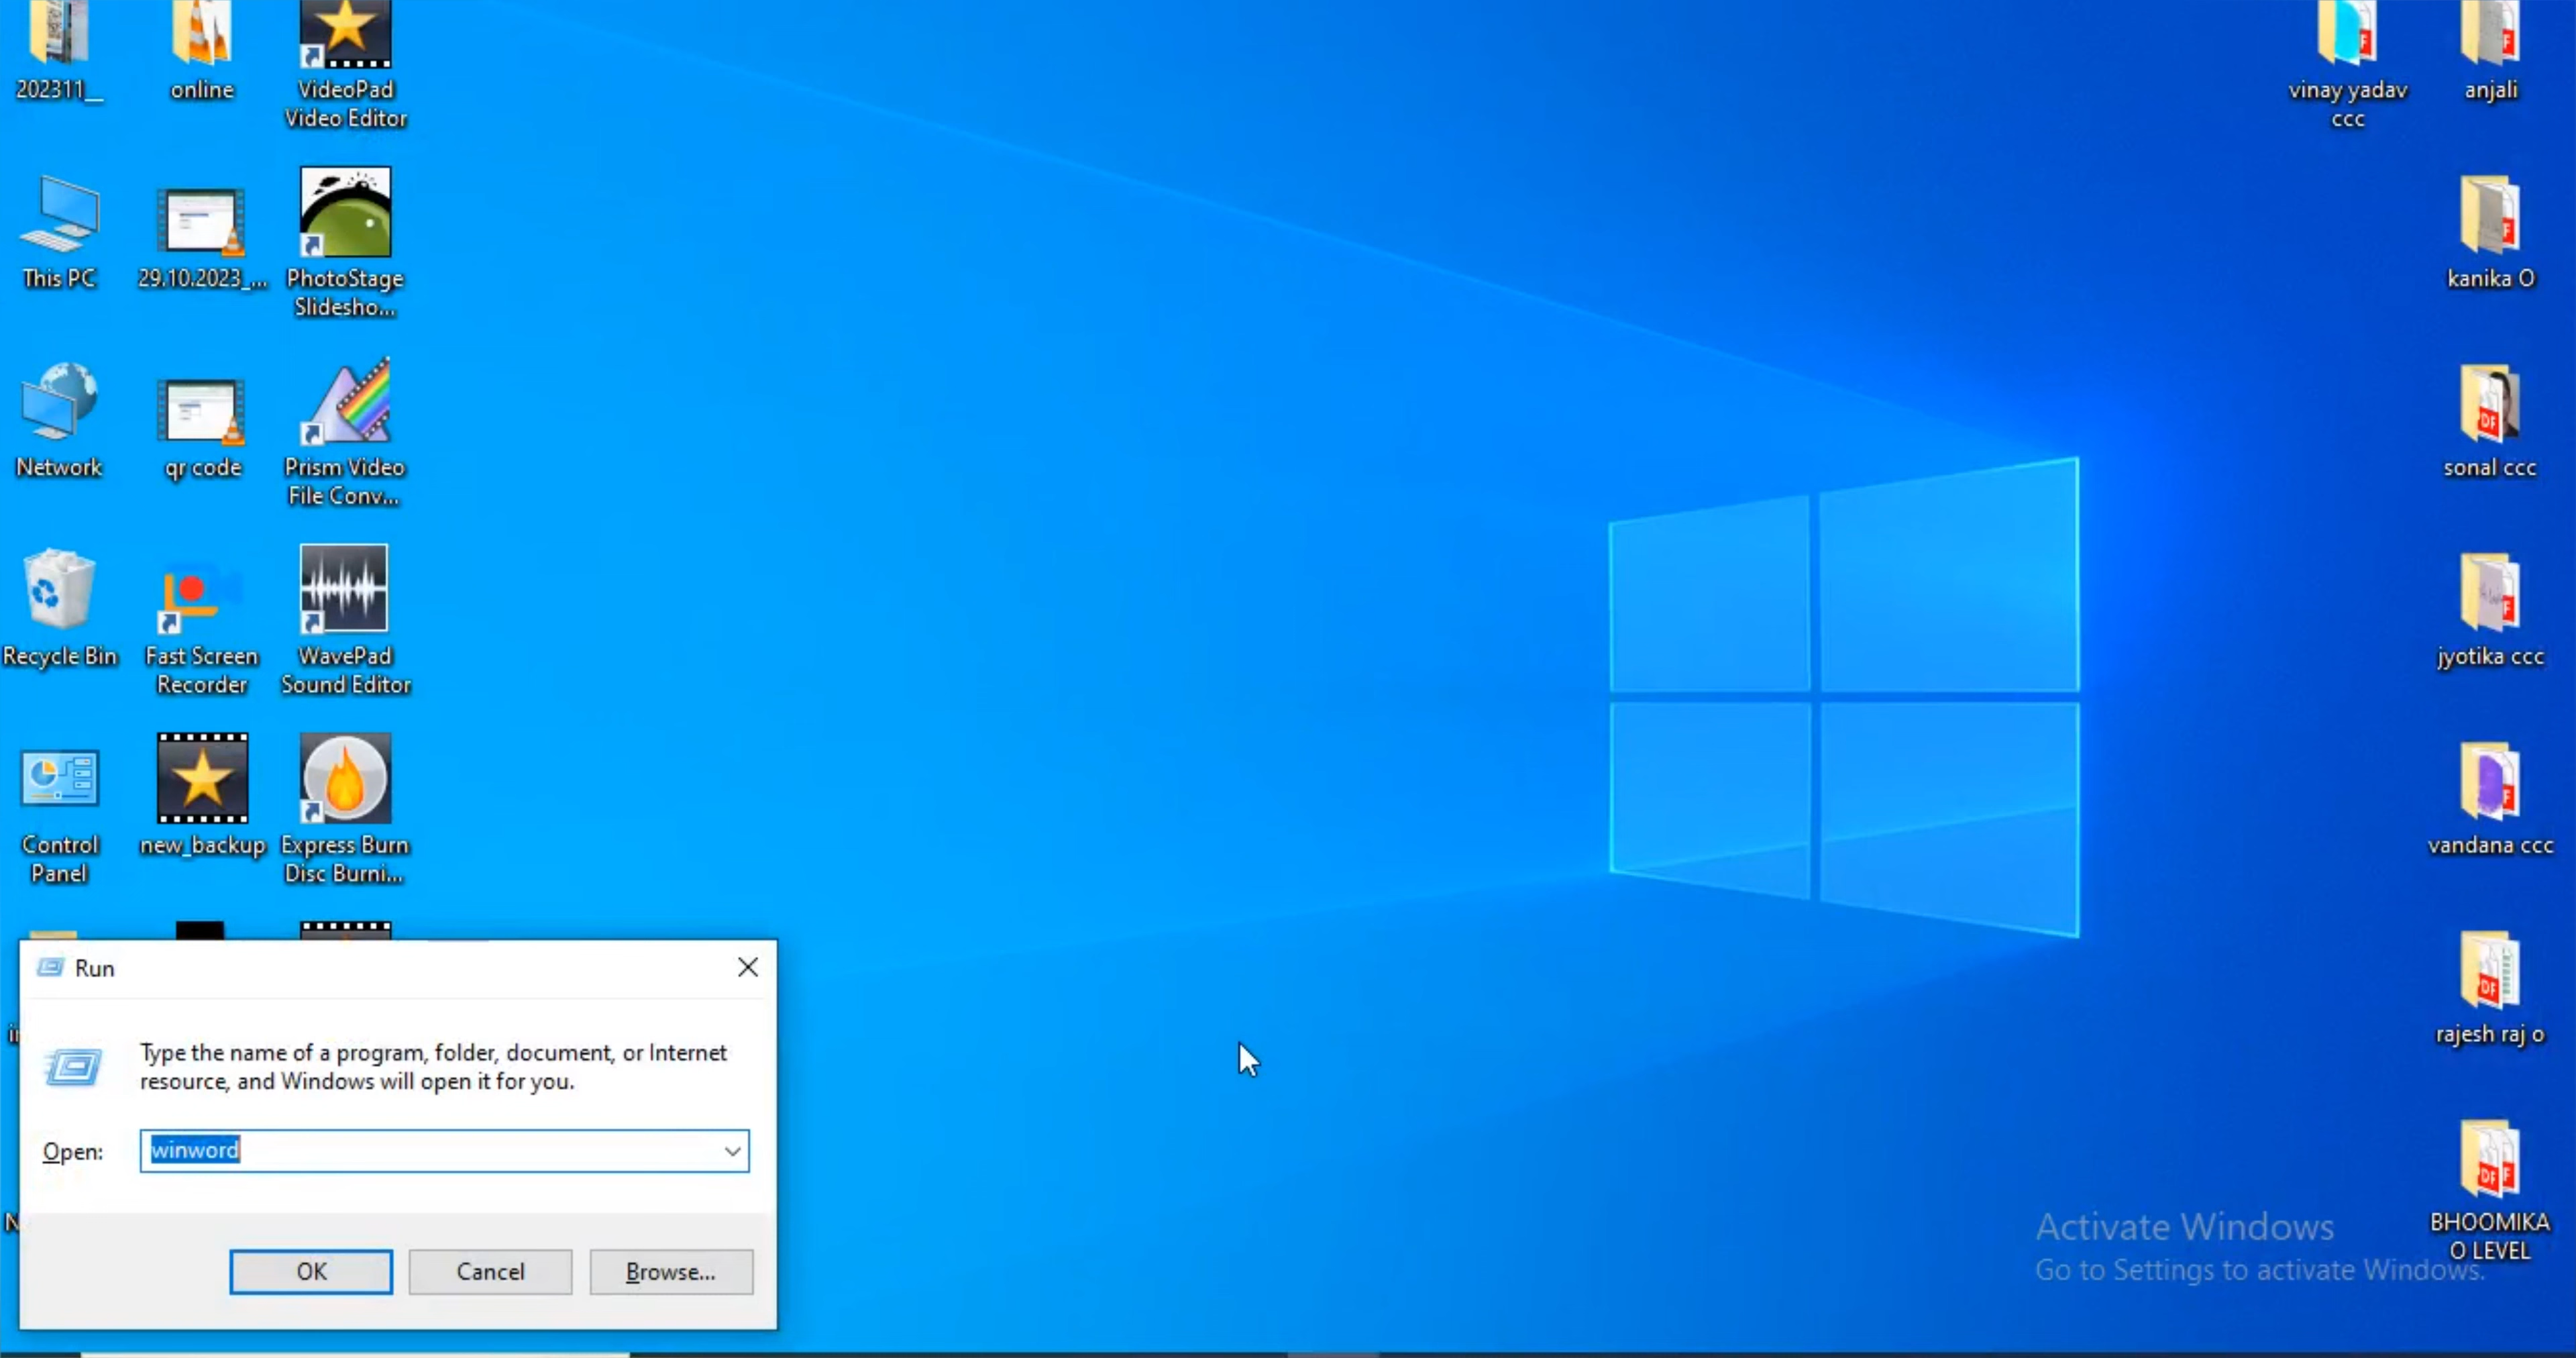 202311__
online
VideoPad
Video Editor
vinay yadav
ccc
anjali
This PC
29.10.2023_...
PhotoStage
Slidesho...
kanika O
Network
qr code
Prism Video
File Conv...
sonal ccc
Recycle Bin
Fast Screen
Recorder
WavePad
Sound Editor
jyotika ccc
Control
Panel
new_backup
Express Burn
Disc Burni...
vandana ccc
rajesh raj o
BHOOMIKA
O LEVEL
Run
Type the name of a program, folder, document, or Internet
resource, and Windows will open it for you.
Open:
winword
OK
Cancel
Browse...
Activate Windows
Go to Settings to activate Windows.